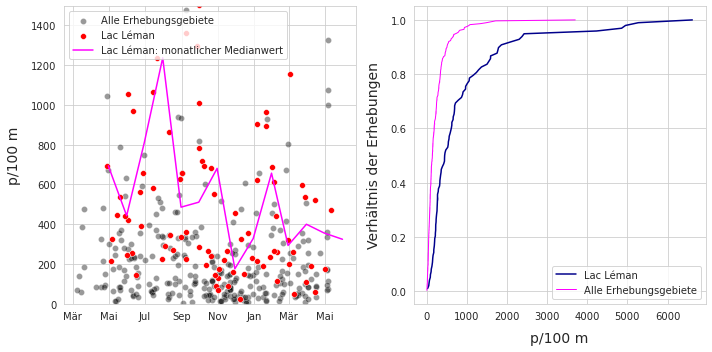 Alle Erhebungsgebiete
Lac Léman
Lac Léman: monatlicher Medianwert
p/100 m
1400
1200
1000
800
600
400
200
0
Mär
Mai
Jul
Sep
Nov
Jan
Mär
Mai
Verhältnis der Erhebungen
1.0
0.8
0.6
0.4
0.2
0.0
Lac Léman
Alle Erhebungsgebiete
0
1000
2000
3000
4000
5000
6000
p/100 m